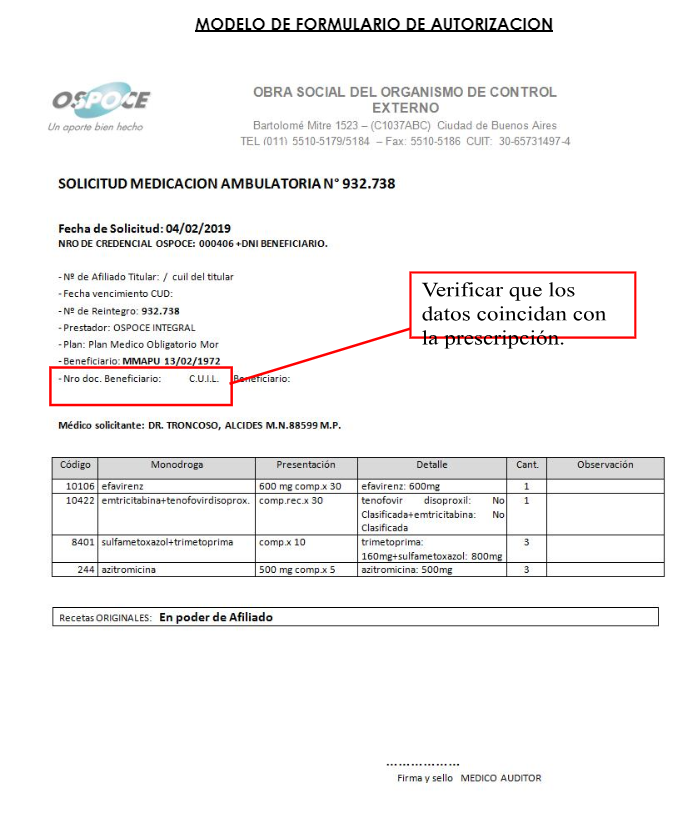 MODELO DE FORMULARIO DE AUTORIZACION
OSPOCE
Un aporte bien hecho
OBRA SOCIAL DEL ORGANISMO DE CONTROL
EXTERNO
Bartolomé Mitre 1523 – (C1037ABC) Ciudad de Buenos Aires
TEL (011) 5510-5179/5184 – Fax: 5510-5186 CUIT: 30-65731497-4
SOLICITUD MEDICACION AMBULATORIA N° 932.738
Fecha de Solicitud: 04/02/2019
NRO DE CREDENCIAL OSPOCE: 000406 +DNI BENEFICIARIO.
- Nº de Afiliado Titular: / cuil del titular
- Fecha vencimiento CUD:
- Nº de Reintegro: 932.738
- Prestador: OSPOCE INTEGRAL
- Plan: Plan Medico Obligatorio Mor
- Beneficiario: MMAPU 13/02/1972
- Nro doc. Beneficiario: C.U.I.L. Beneficiario:
Verificar que los
datos coincidan con
la prescripción.
Médico solicitante: DR. TRONCOSO, ALCIDES M.N.88599 M.P.
Código Monodroga Presentación Detalle Cant. Observación
10106 efavirenz 600 mg comp.x 30 efavirenz: 600mg 1
10422 emtricitabina+tenofovirdisoprox. comp.rec.x 30 tenofovir disoproxil: No 1
Clasificada+emtricitabina: No
Clasificada
8401 sulfametoxazol+trimetoprima comp.x 10 trimetoprima: 3
160mg+sulfametoxazol: 800mg
244 azitromicina 500 mg comp.x 5 azitromicina: 500mg 3
Recetas ORIGINALES: En poder de Afiliado
………………
Firma y sello MEDICO AUDITOR